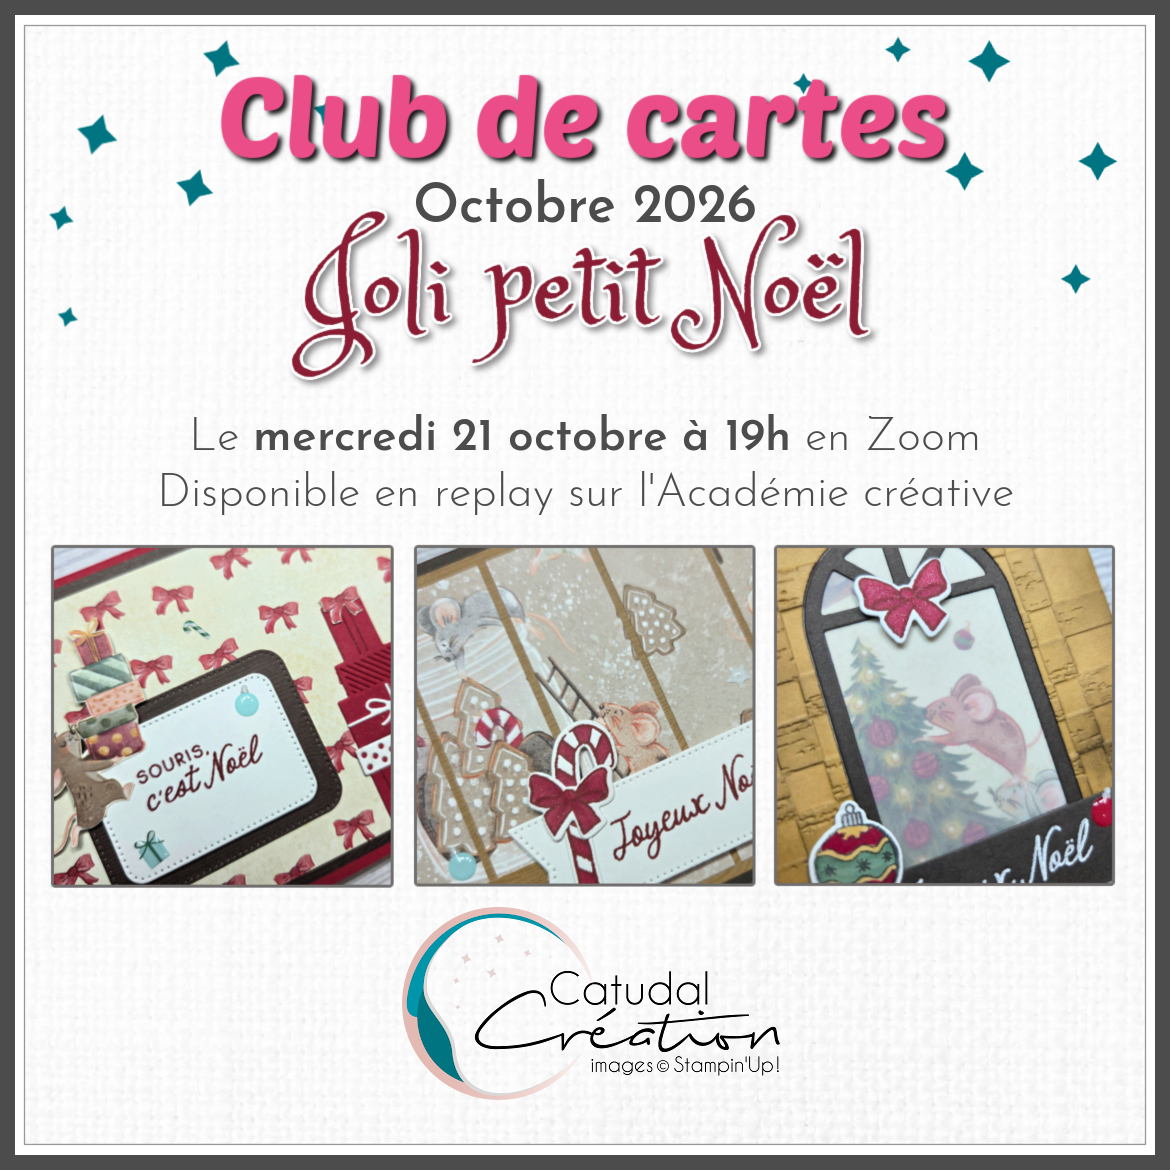 Club de cartes
Octobre 2026
Joli petit Noël
Le mercredi 21 octobre à 19h en Zoom
Disponible en replay sur l'Académie créative
SOURIS,
c'est Noël
Joyeux No
Noël
Catudal
Création
images © Stampin'Up!